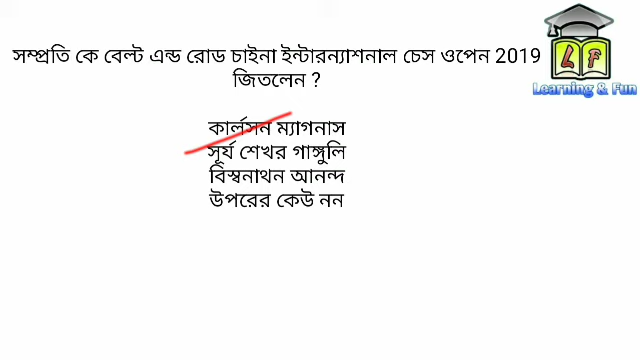 সম্প্রতি কে বেল্ট এন্ড রোড চাইনা ইন্টারন্যাশনাল চেস ওপেন 2019
জিতলেন ?
কার্লসন ম্যাগনাস
সূর্য শেখর গাঙ্গুলি
বিস্বনাথন আনন্দ
উপরের কেউ নন
LF
Learning & Fun